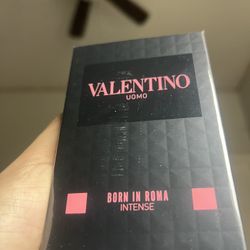 VALENTINO
UOMO
BORN IN ROMA
INTENSE